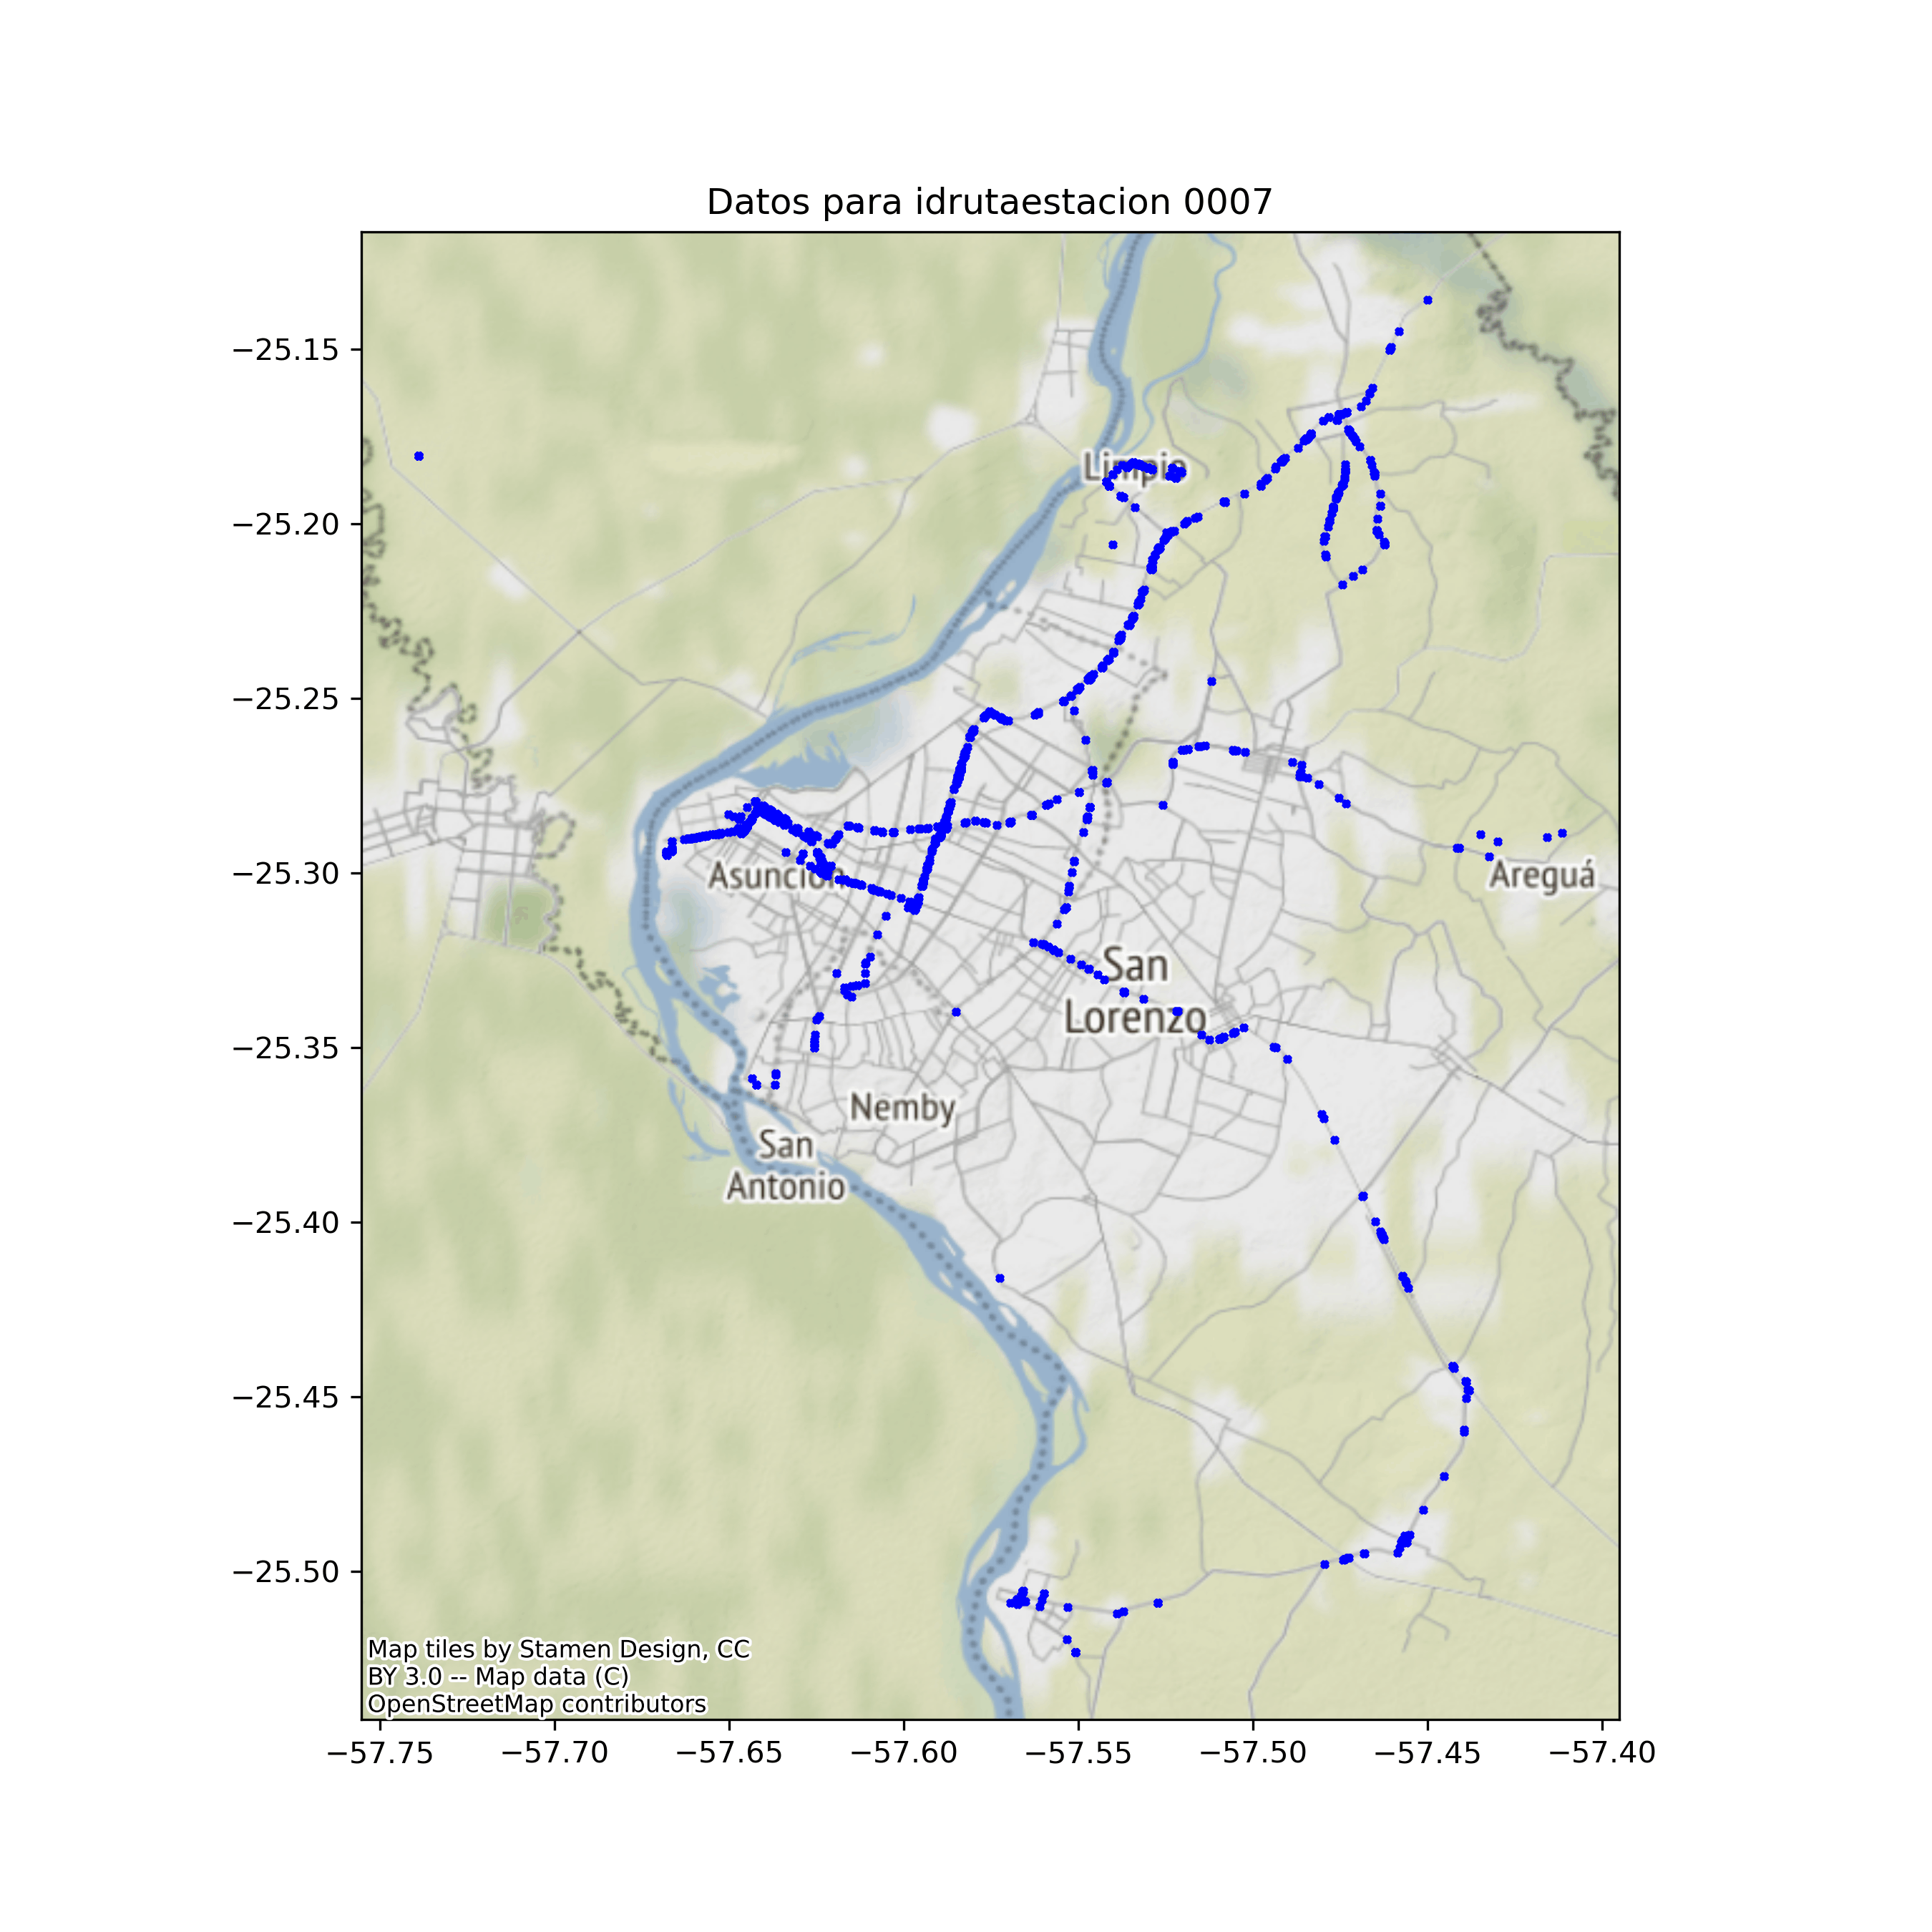 Datos para idrutaestacion 0007
−25.15
−25.20
−25.25
−25.30
−25.35
−25.40
−25.45
−25.50
Limpio
Asunción
Areguá
San
Lorenzo
Nemby
San
Antonio
Map tiles by Stamen Design, CC
BY 3.0 -- Map data (C)
OpenStreetMap contributors
−57.75 −57.70 −57.65 −57.60 −57.55 −57.50 −57.45 −57.40